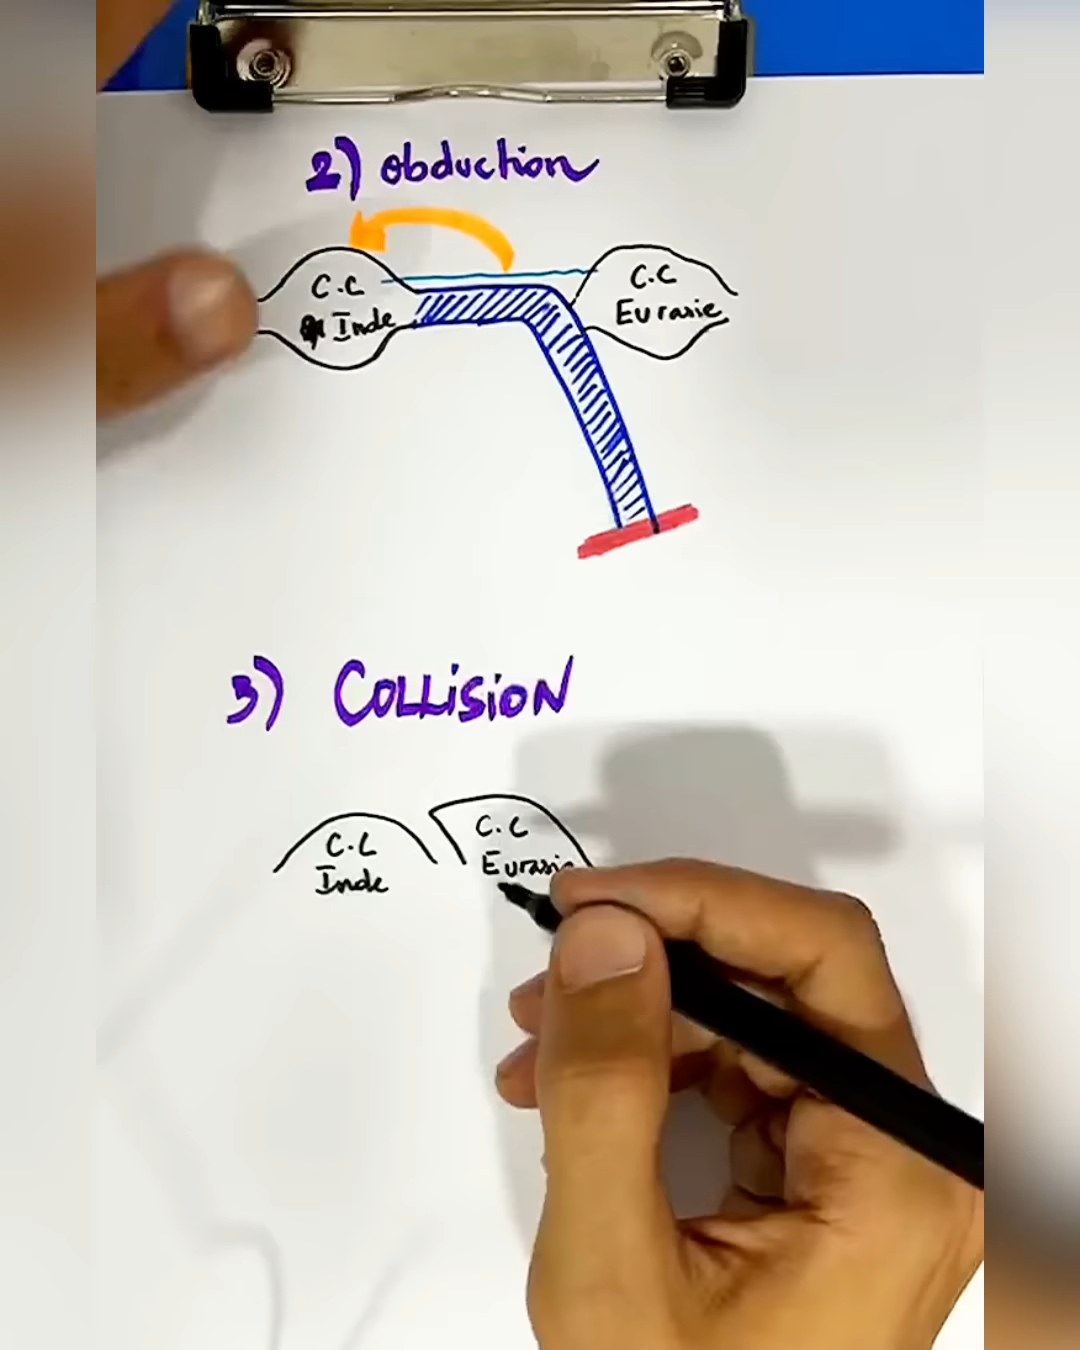 2) obduction
C.C
Inde
C.C
Eurasie
3) COLLISION
C.C
Inde
C.C
Eurasie